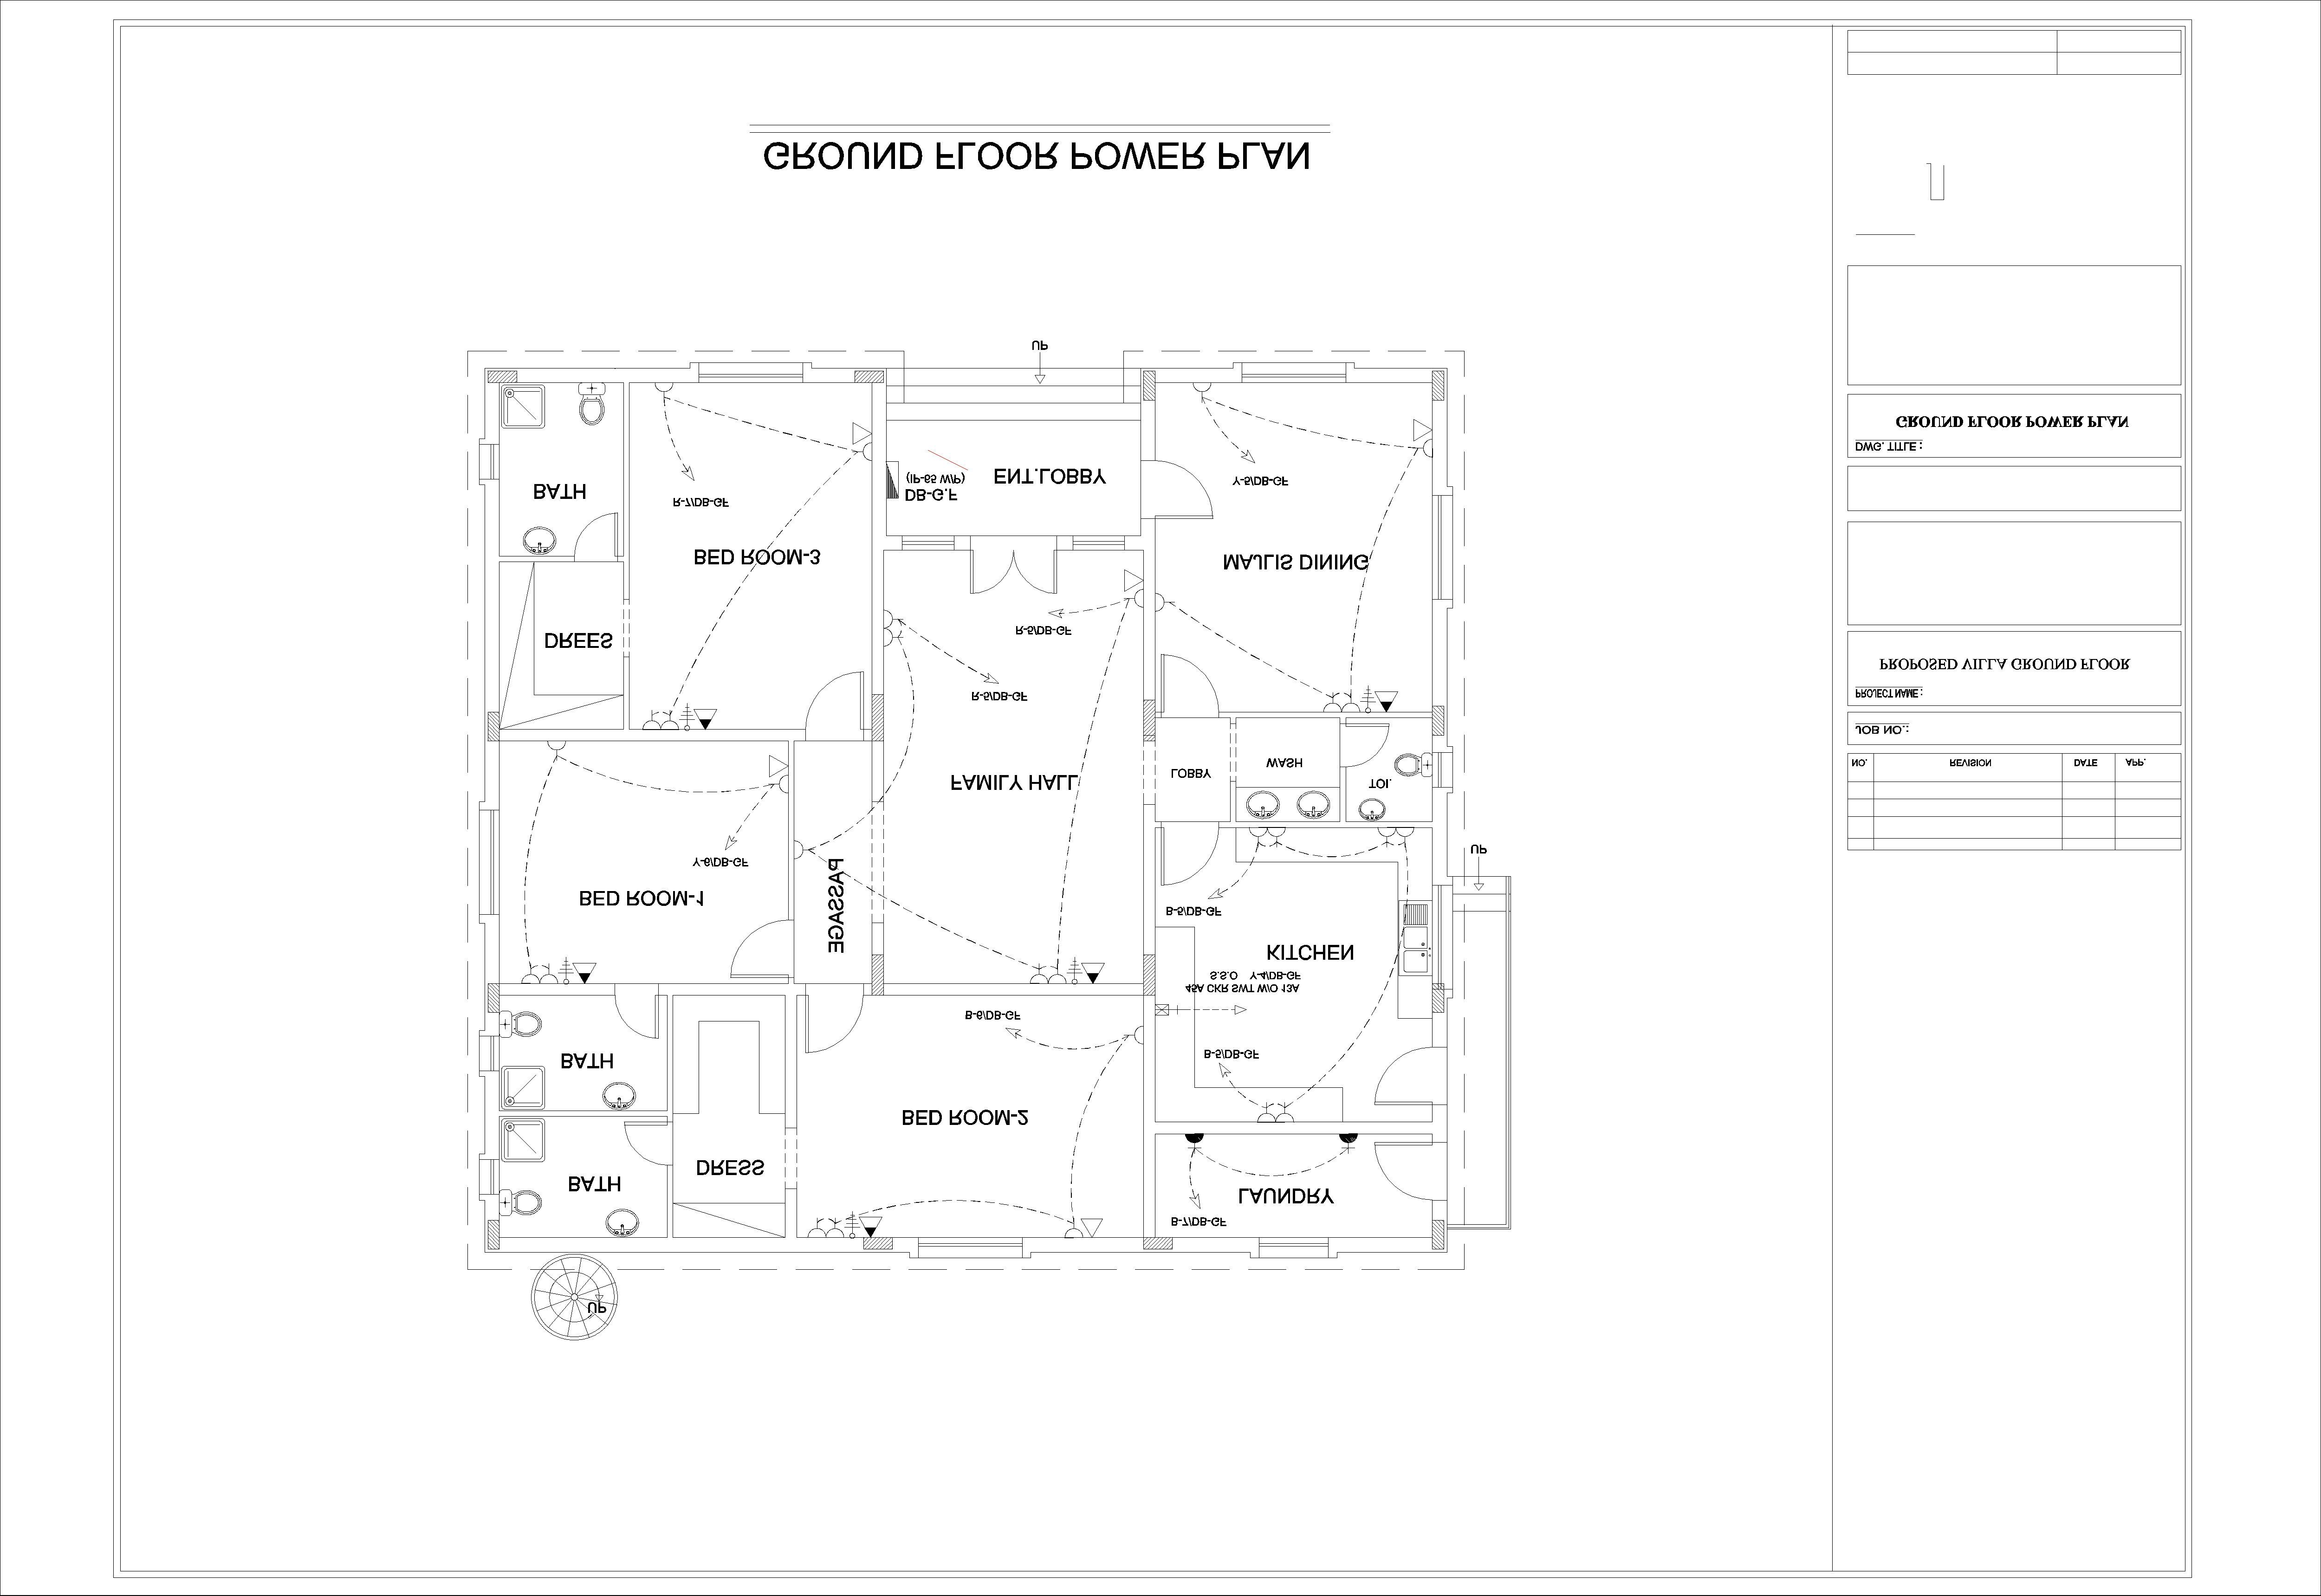 GROUND FLOOR POWER PLAN
UP
BATH
R-7/DB-GF
BED ROOM-3
DREES
DB-G.F
(IP-65 W/P)
ENT.LOBBY
Y-5/DB-GF
MAJLIS DINING
R-5/DB-GF
R-5/DB-GF
FAMILY HALL
LOBBY
WASH
TOI.
Y-6/DB-GF
BED ROOM-1
PASSAGE
UP
B-5/DB-GF
KITCHEN
45A CKR SWT W/O 13A
S.S.O Y-4/DB-GF
B-5/DB-GF
B-6/DB-GF
BATH
BED ROOM-2
DRESS
BATH
LAUNDRY
B-7/DB-GF
UP
DWG. TITLE :
GROUND FLOOR POWER PLAN
PROJECT NAME :
PROPOSED VILLA GROUND FLOOR
JOB NO.:
NO. REVISION DATE APP.